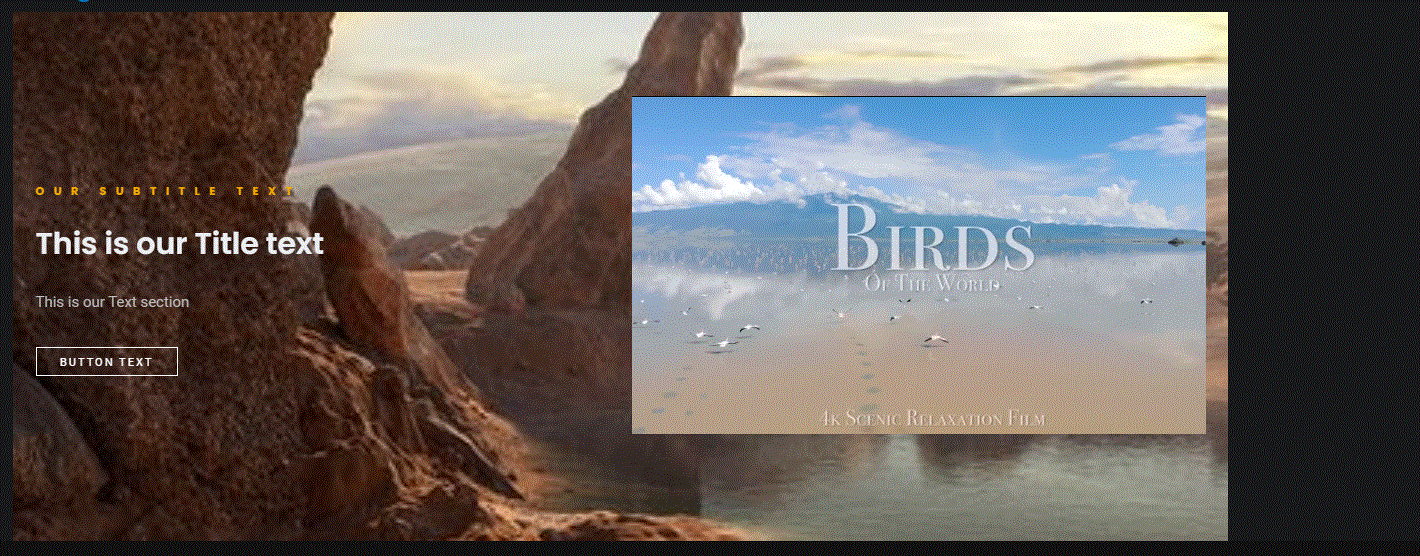 OUR SUBTITLE TEXT
This is our Title text
This is our Text section
BUTTON TEXT
BIRDS
OF THE WORLD
4K SCENIC RELAXATION FILM